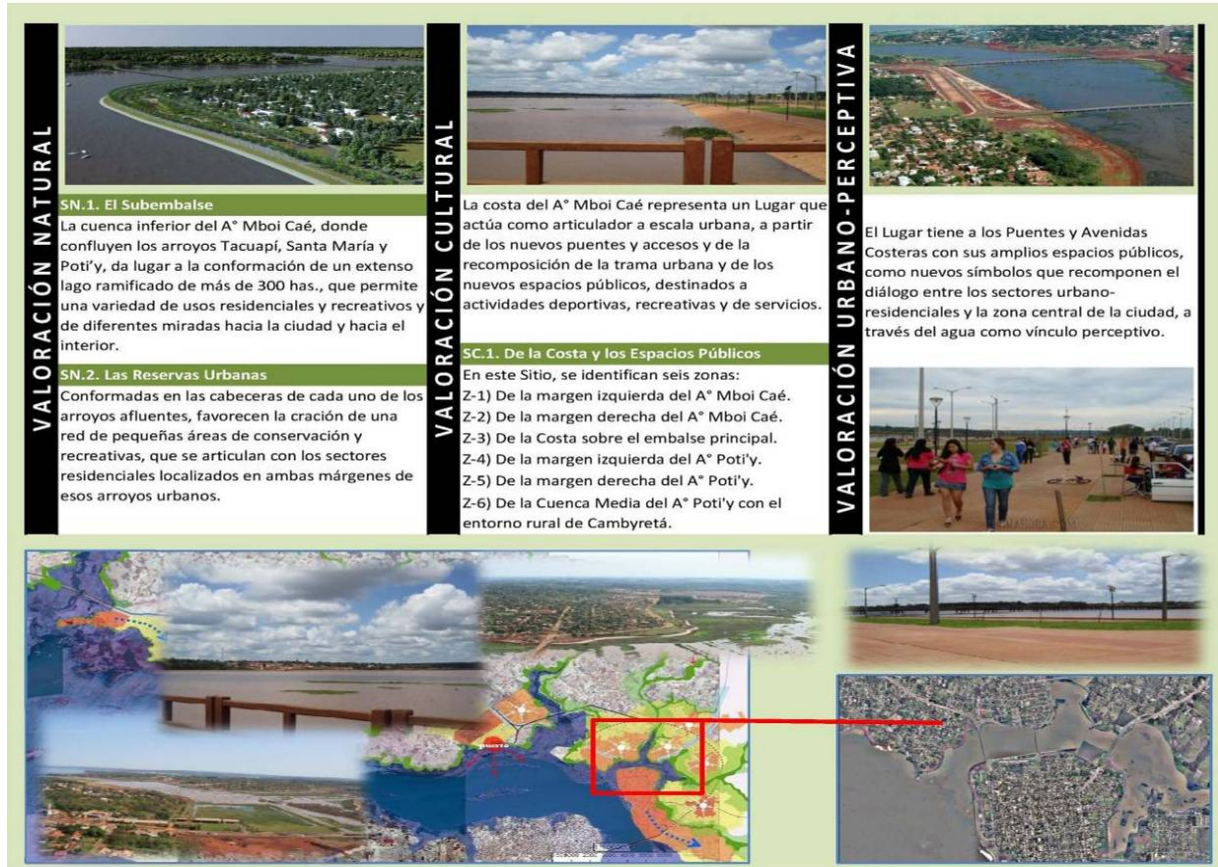 VALORACIÓN NATURAL
SN.1. El Subembalse
La cuenca inferior del A° Mboi Caé, donde
confluyen los arroyos Tacuapí, Santa María y
Poti’y, da lugar a la conformación de un extenso
lago ramificado de más de 300 has., que permite
una variedad de usos residenciales y recreativos y
de diferentes miradas hacia la ciudad y hacia el
interior.
SN.2. Las Reservas Urbanas
Conformadas en las cabeceras de cada uno de los
arroyos afluentes, favorecen la cración de una
red de pequeñas áreas de conservación y
recreativas, que se articulan con los sectores
residenciales localizados en ambas márgenes de
esos arroyos urbanos.
VALORACIÓN CULTURAL
La costa del A° Mboi Caé representa un Lugar que
actúa como articulador a escala urbana, a partir
de los nuevos puentes y accesos y de la
recomposición de la trama urbana y de los
nuevos espacios públicos, destinados a
actividades deportivas, recreativas y de servicios.
SC.1. De la Costa y los Espacios Públicos
En este Sitio, se identifican seis zonas:
Z-1) De la margen izquierda del A° Mboi Caé.
Z-2) De la margen derecha del A° Mboi Caé.
Z-3) De la Costa sobre el embalse principal.
Z-4) De la margen izquierda del A° Poti'y.
Z-5) De la margen derecha del A° Poti'y.
Z-6) De la Cuenca Media del A° Poti'y con el
entorno rural de Cambyretá.
VALORACIÓN URBANO-PERCEPTIVA
El Lugar tiene a los Puentes y Avenidas
Costeras con sus amplios espacios públicos,
como nuevos símbolos que recomponen el
diálogo entre los sectores urbano-
residenciales y la zona central de la ciudad, a
través del agua como vínculo perceptivo.